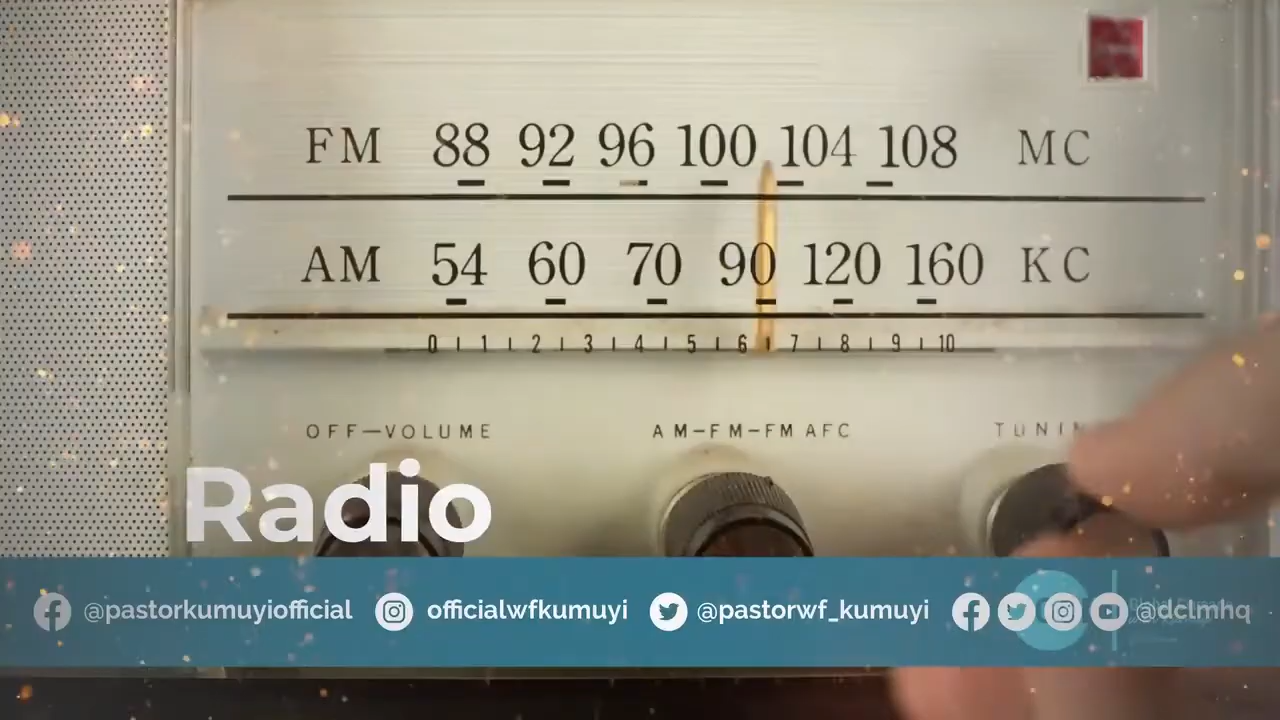 FM 88 92 96 100 104 108 MC
AM 54 60 70 90 120 160 KC
0 1 2 3 4 5 6 7 8 9 10
OFF—VOLUME AM—FM—FM AFC TUNIN
Radio
@pastorkumuyiofficial officialwfkumuyi @pastorwf_kumuyi @dclmhq